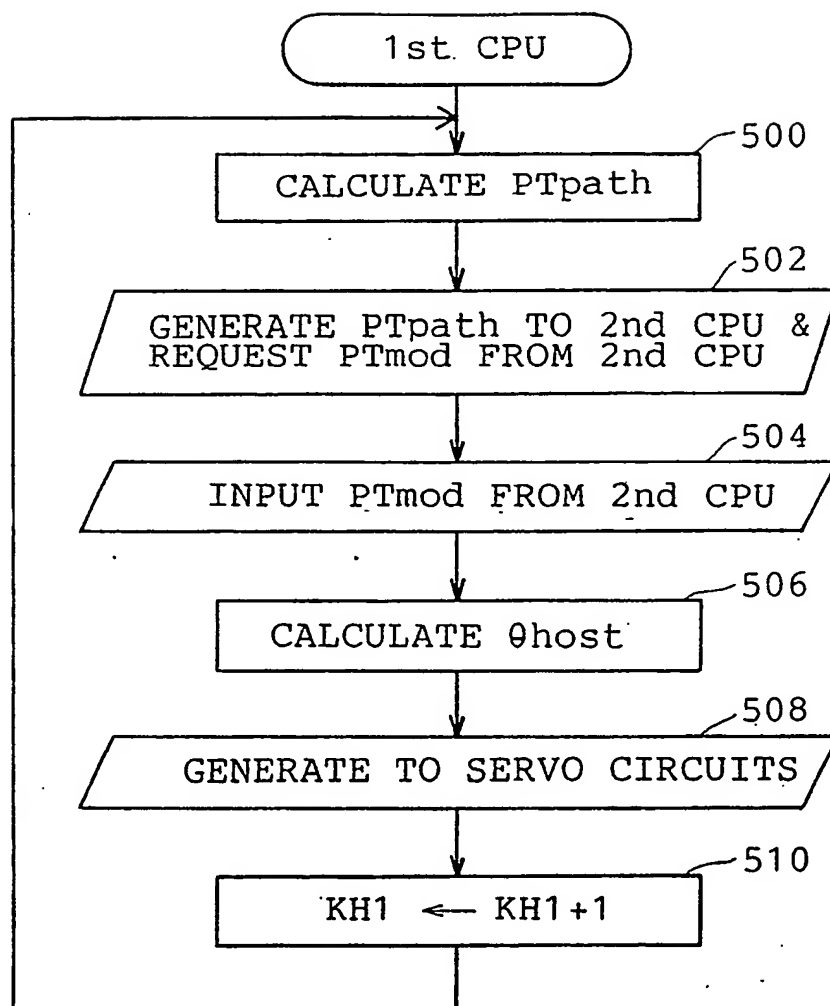 1st CPU
500
CALCULATE PTpath
502
GENERATE PTpath TO 2nd CPU &
REQUEST PTmod FROM 2nd CPU
504
INPUT PTmod FROM 2nd CPU
506
CALCULATE θhost
508
GENERATE TO SERVO CIRCUITS
510
KH1 ← KH1+1